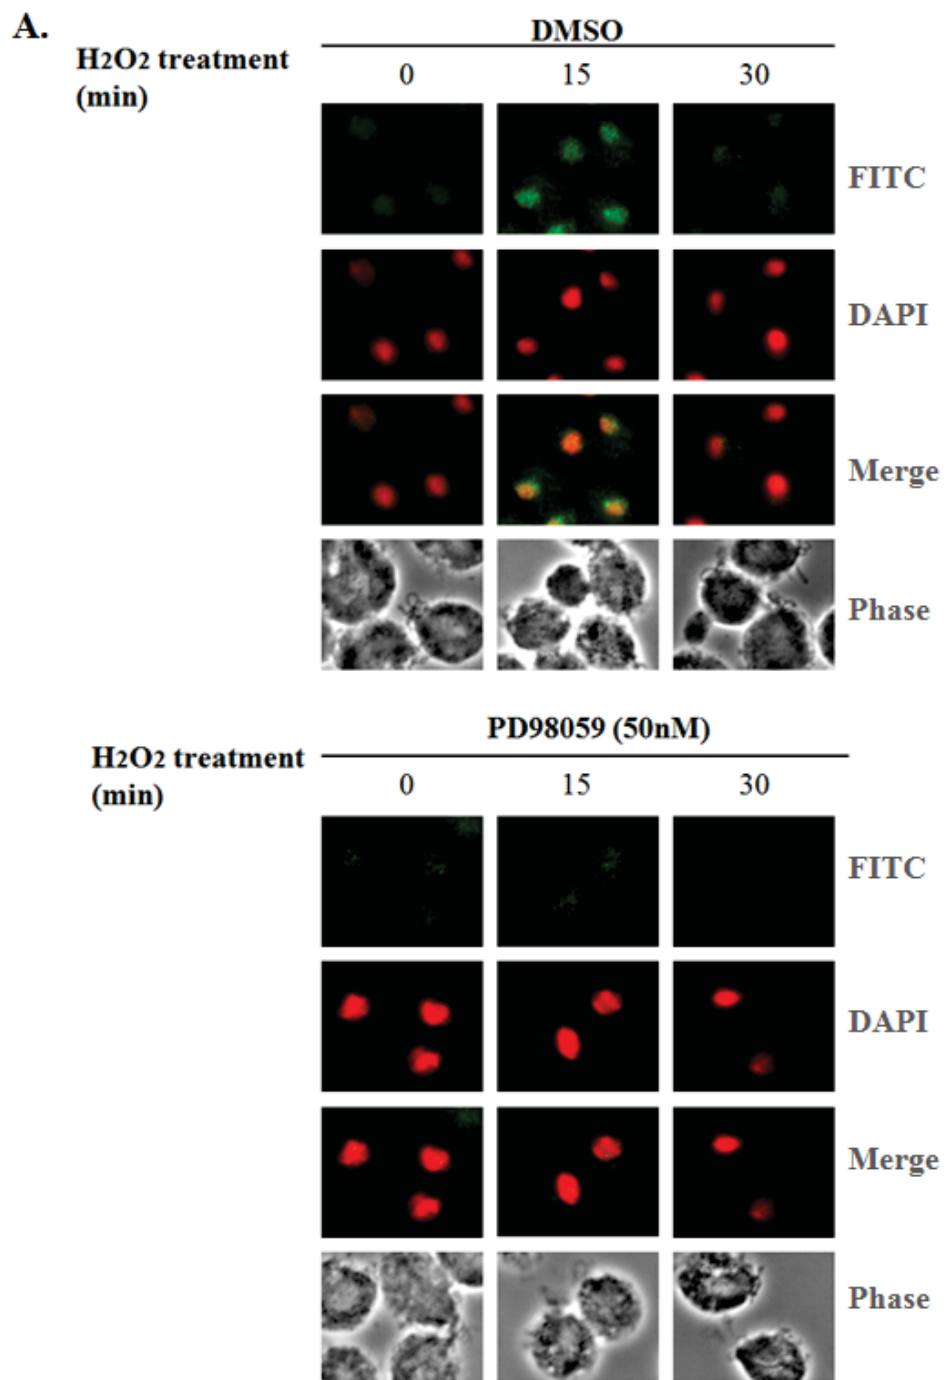 A.
DMSO
H2O2 treatment
(min)
0 15 30
FITC
DAPI
Merge
Phase
PD98059 (50nM)
H2O2 treatment
(min)
0 15 30
FITC
DAPI
Merge
Phase